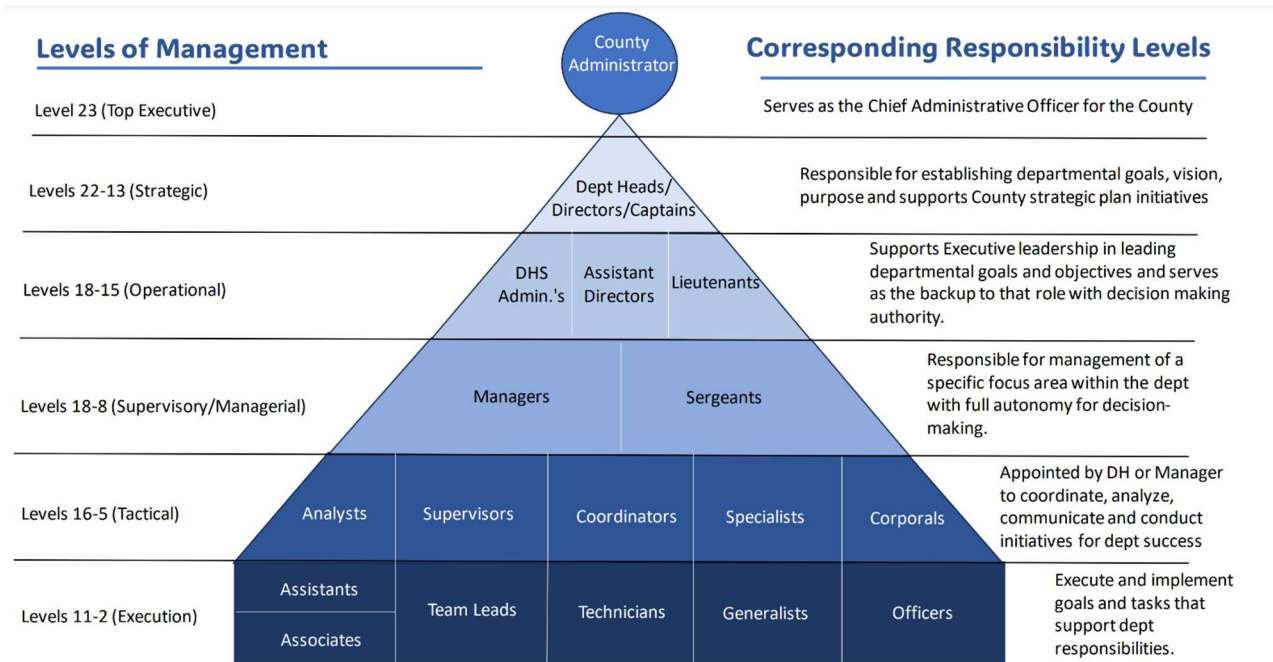 Levels of Management
County
Administrator
Corresponding Responsibility Levels
Level 23 (Top Executive)
Serves as the Chief Administrative Officer for the County
Levels 22-13 (Strategic)
Dept Heads/
Directors/Captains
Responsible for establishing departmental goals, vision,
purpose and supports County strategic plan initiatives
Levels 18-15 (Operational)
DHS
Admin.'s
Assistant
Directors
Lieutenants
Supports Executive leadership in leading
departmental goals and objectives and serves
as the backup to that role with decision making
authority.
Levels 18-8 (Supervisory/Managerial)
Managers
Sergeants
Responsible for management of a
specific focus area within the dept
with full autonomy for decision-
making.
Levels 16-5 (Tactical)
Analysts
Supervisors
Coordinators
Specialists
Corporals
Appointed by DH or Manager
to coordinate, analyze,
communicate and conduct
initiatives for dept success
Levels 11-2 (Execution)
Assistants
Associates
Team Leads
Technicians
Generalists
Officers
Execute and implement
goals and tasks that
support dept
responsibilities.